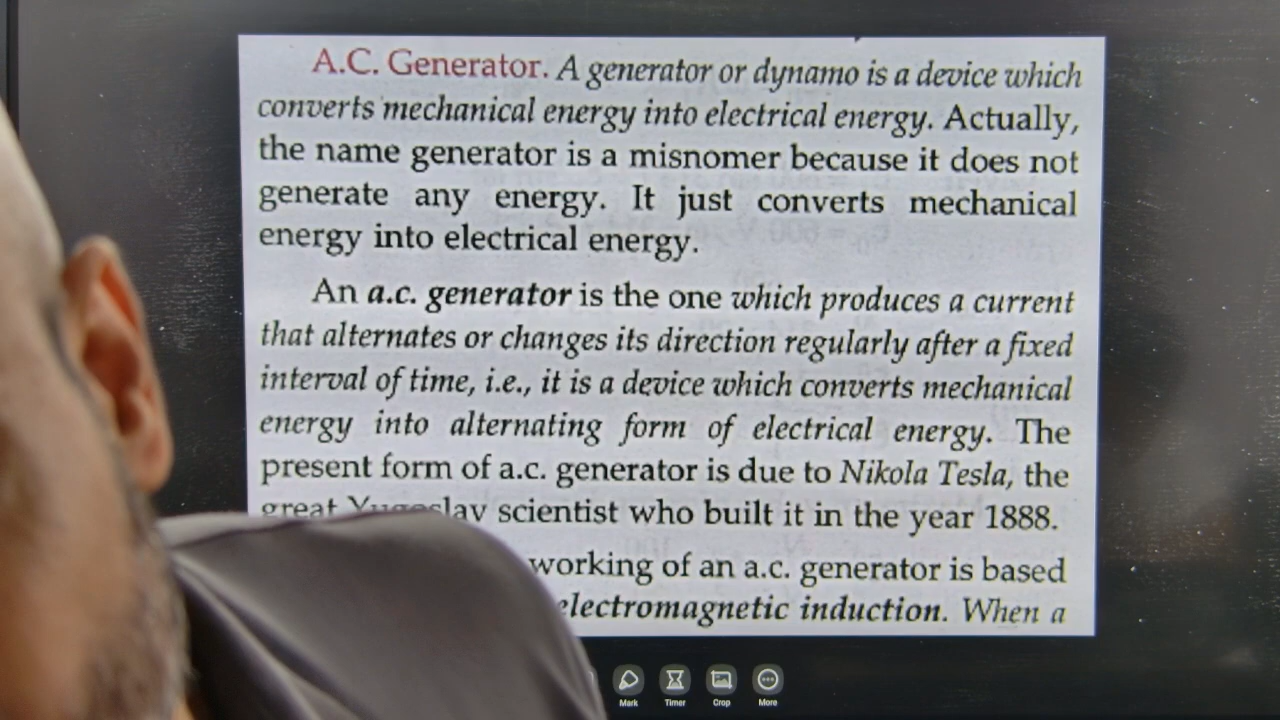 A.C. Generator. A generator or dynamo is a device which
converts mechanical energy into electrical energy. Actually,
the name generator is a misnomer because it does not
generate any energy. It just converts mechanical
energy into electrical energy.
An a.c. generator is the one which produces a current
that alternates or changes its direction regularly after a fixed
interval of time, i.e., it is a device which converts mechanical
energy into alternating form of electrical energy. The
present form of a.c. generator is due to Nikola Tesla, the
great Yugoslav scientist who built it in the year 1888.
working of an a.c. generator is based
electromagnetic induction. When a
Mark Timer Crop More